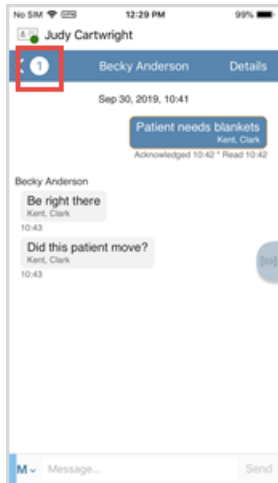 No SIM 12:29 PM 99%
Judy Cartwright
1 Becky Anderson Details
Sep 30, 2019, 10:41
Patient needs blankets
Kent, Clark
Acknowledged 10:42 * Read 10:42
Becky Anderson
Be right there
Kent, Clark
10:43
Did this patient move?
Kent, Clark
10:43
M Message... Send